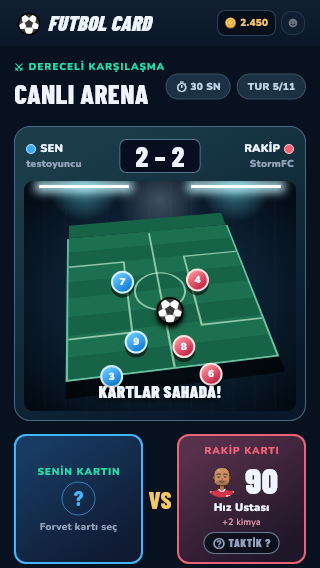 FUTBOL CARD
2.450
DERECELİ KARŞILAŞMA
CANLI ARENA
30 SN
TUR 5/11
SEN
testoyuncu
2 – 2
RAKİP
StormFC
7
4
9
8
3
6
KARTLAR SAHADA!
SENİN KARTIN
?
Forvet kartı seç
VS
RAKİP KARTI
90
Hız Ustası
+2 kimya
? TAKTİK ?